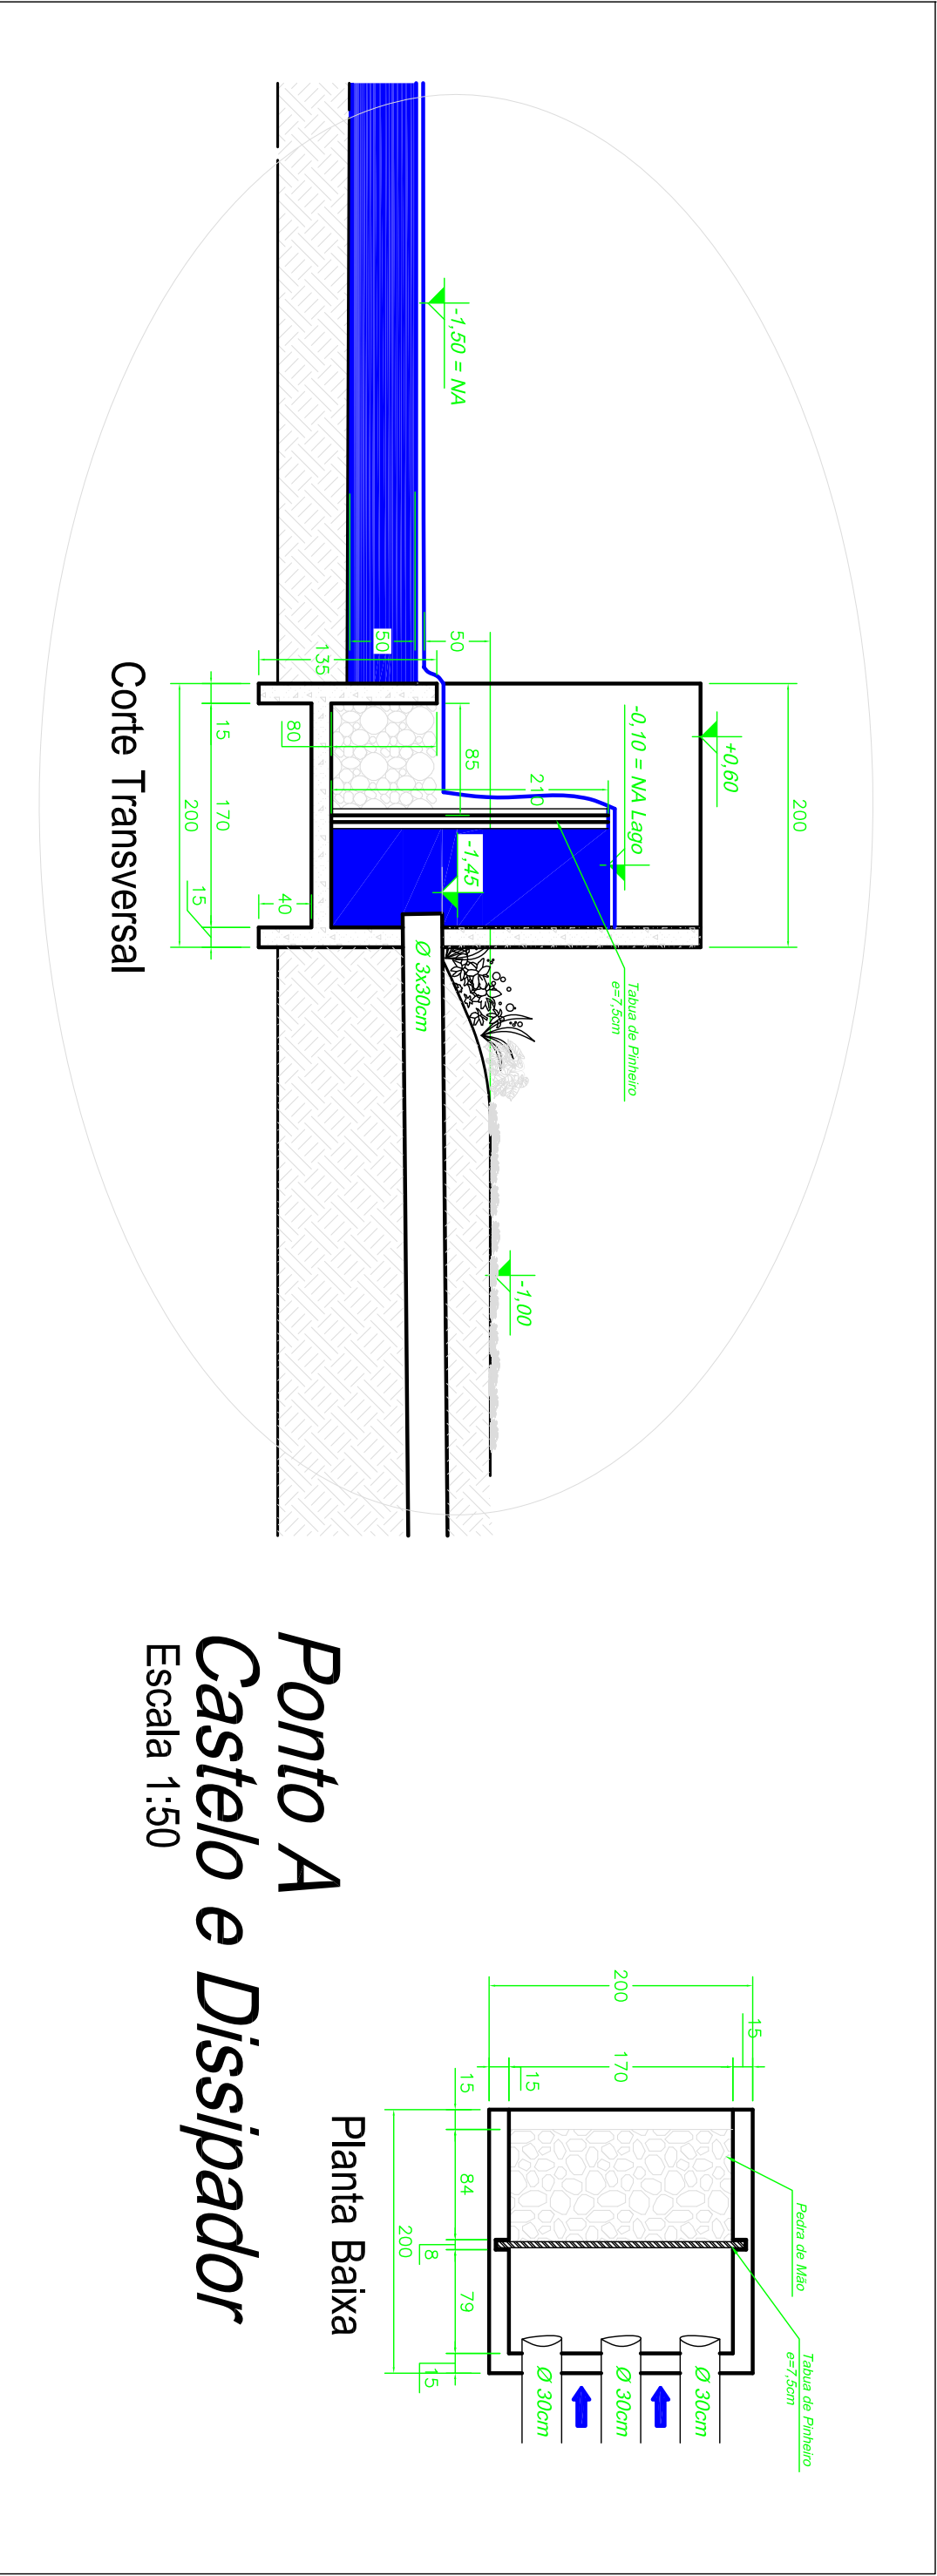 200
+0,60
-0,10 = NA Lago
Tabua de Pinheiro
e=7,5cm
-1,00
-1,50 = NA
50
50
85
210
-1,45
Ø 3x30cm
135
80
40
15
170
15
200
Corte Transversal
Ponto A
Castelo e Dissipador
Escala 1:50
Pedra de Mão
Tabua de Pinheiro
e=7,5cm
200
15
170
15
Ø 30cm
Ø 30cm
Ø 30cm
15
84
8
79
15
200
Planta Baixa